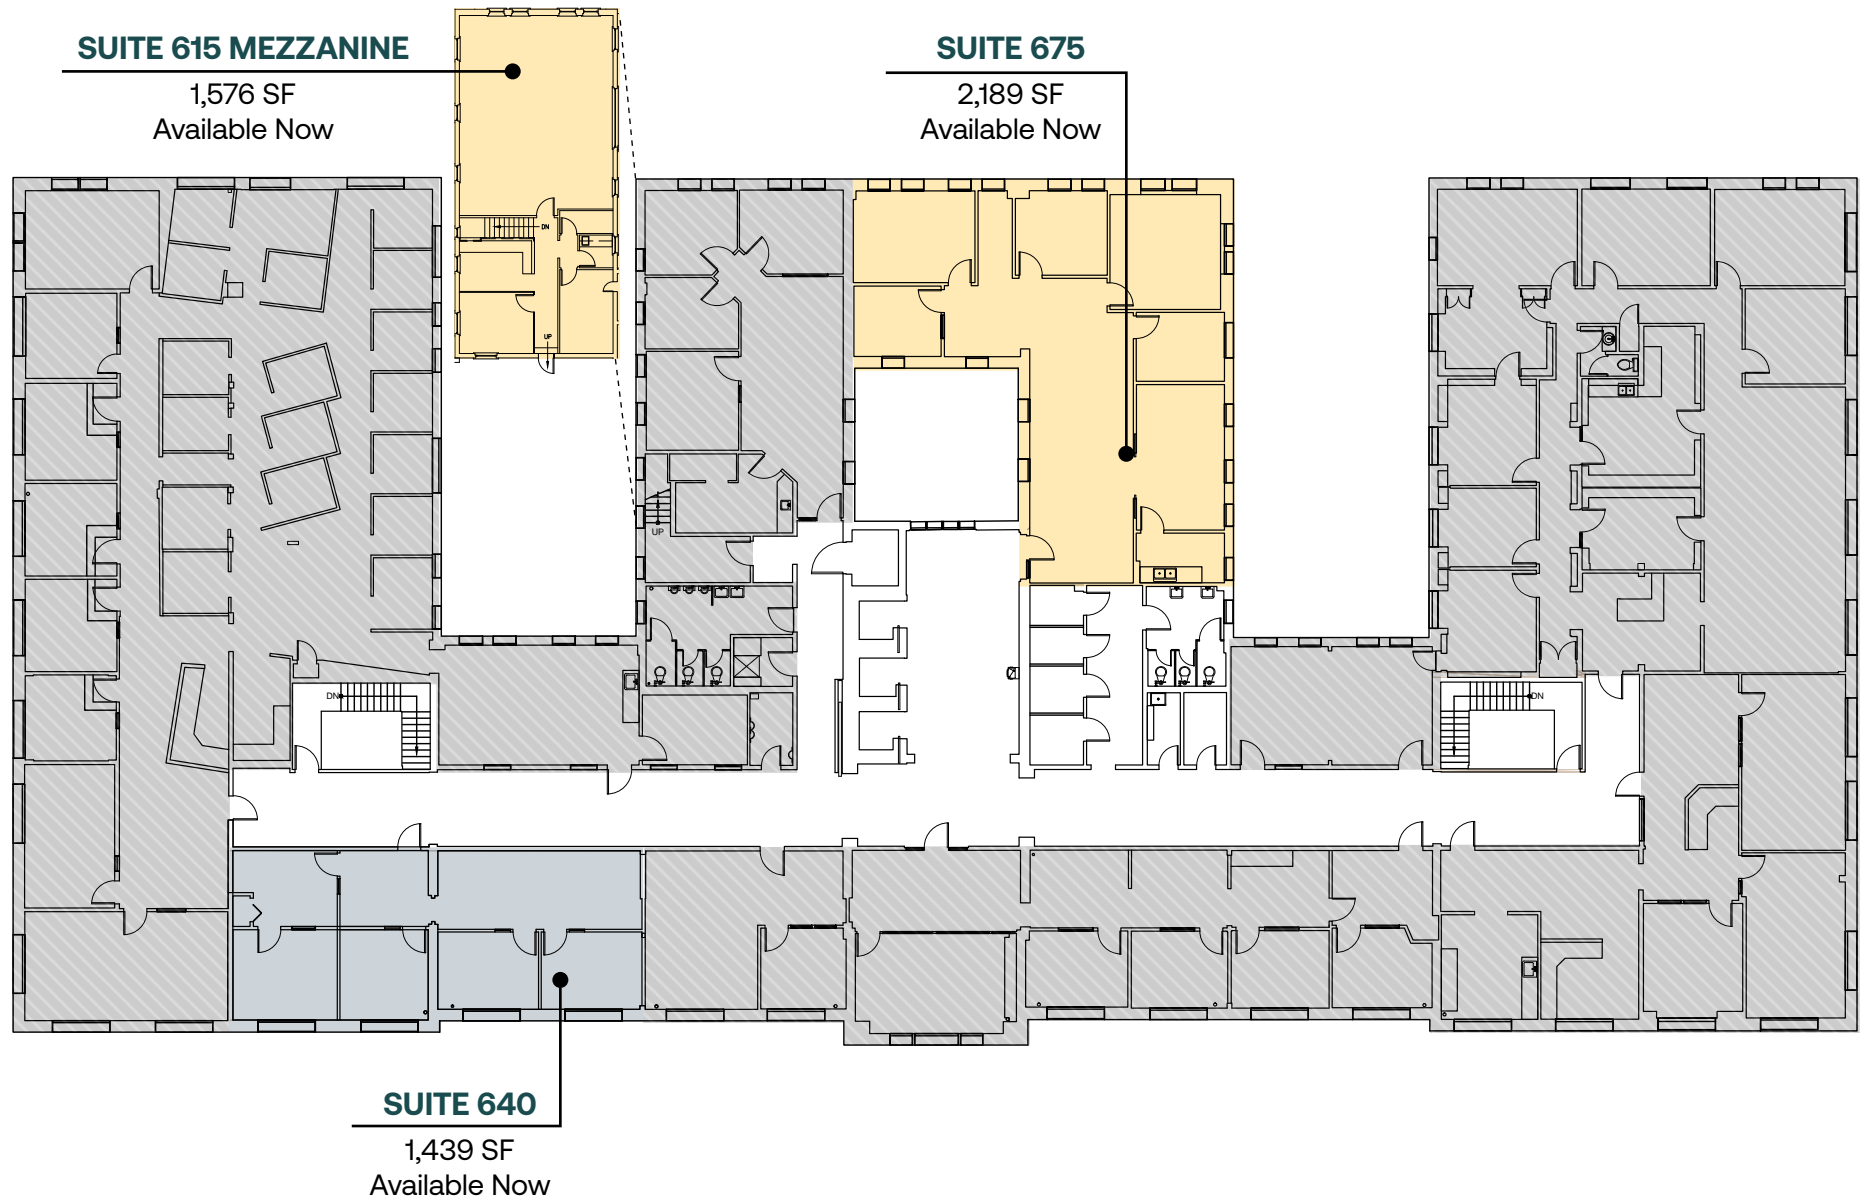 SUITE 615 MEZZANINE
1,576 SF
Available Now
SUITE 675
2,189 SF
Available Now
DN
UP
UP
DN
DN
SUITE 640
1,439 SF
Available Now